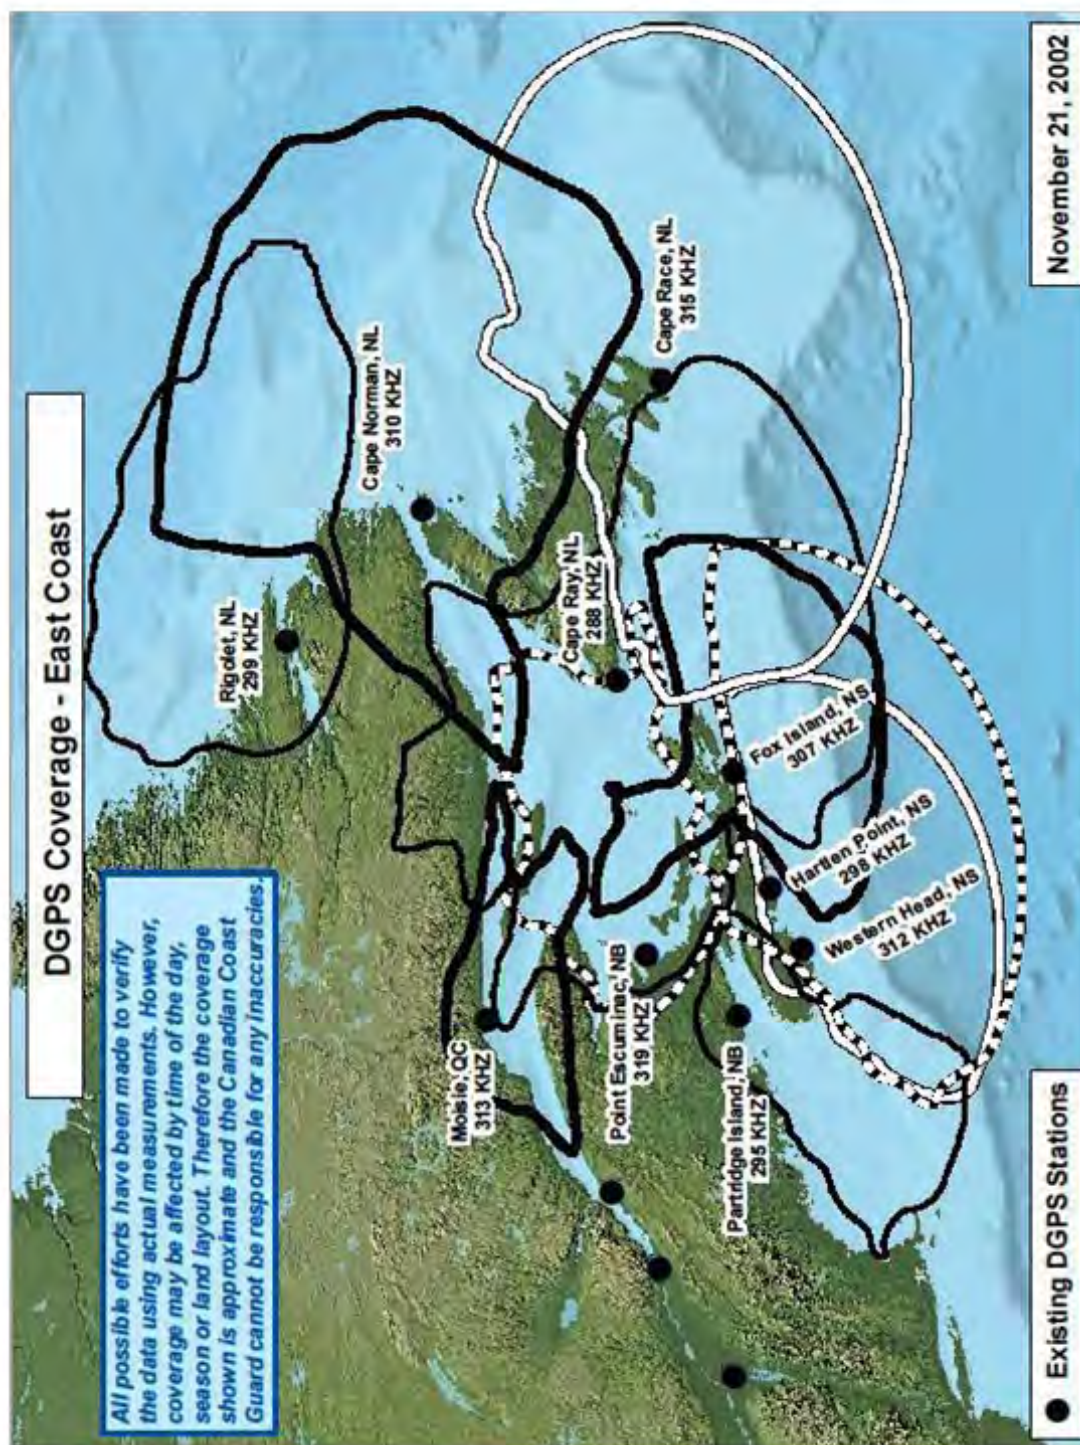 DGPS Coverage - East Coast
All possible efforts have been made to verify
the data using actual measurements. However,
coverage may be affected by time of the day,
season or land layout. Therefore the coverage
shown is approximate and the Canadian Coast
Guard cannot be responsible for any inaccuracies.
Rigolet, NL
299 KHZ
Cape Norman, NL
310 KHZ
Moisie, QC
313 KHZ
Cape Ray, NL
288 KHZ
Cape Race, NL
315 KHZ
Point Escuminac, NB
319 KHZ
Partridge Island, NB
295 KHZ
Fox Island, NS
307 KHZ
Hartlen Point, NS
298 KHZ
Western Head, NS
312 KHZ
Existing DGPS Stations
November 21, 2002